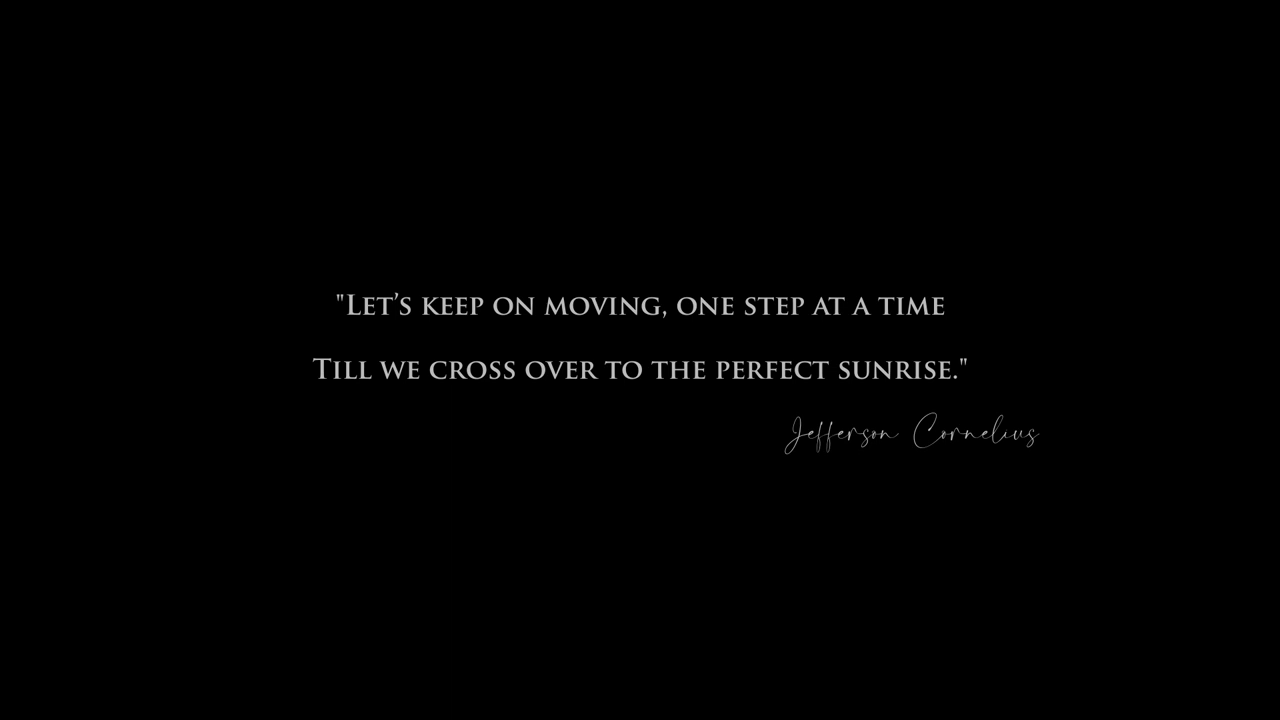 "Let’s keep on moving, one step at a time
Till we cross over to the perfect sunrise."
Jefferson Cornelius